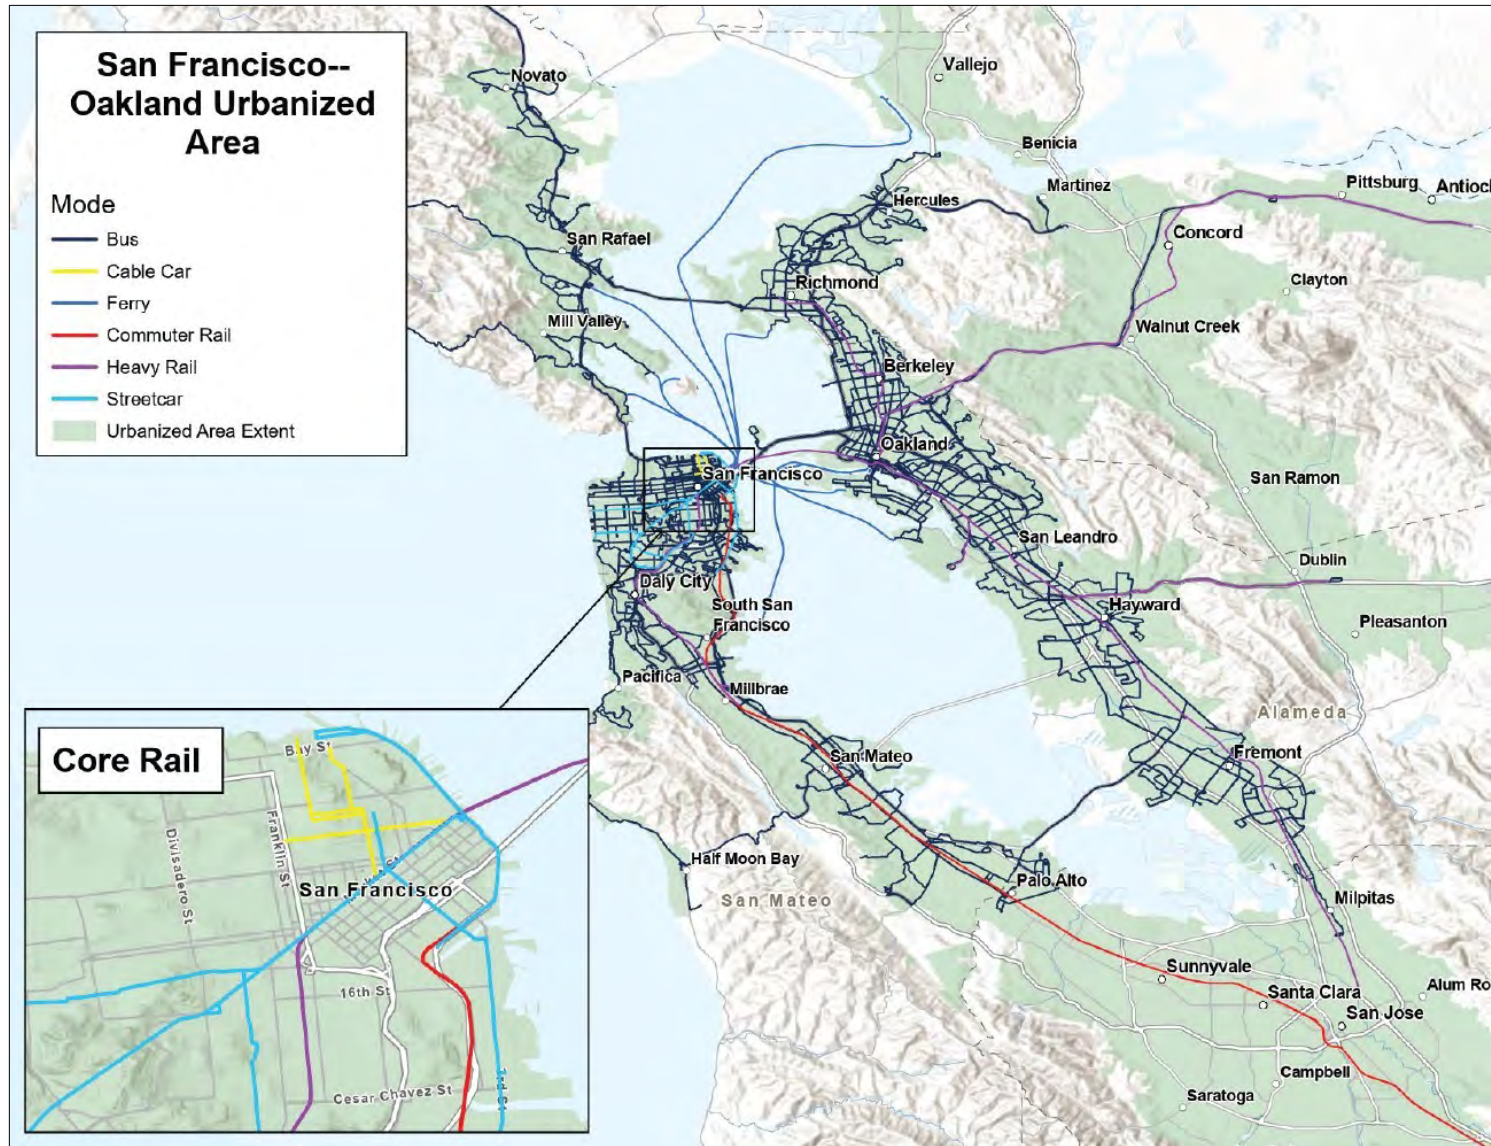 San Francisco--
Oakland Urbanized
Area
Mode
Bus
Cable Car
Ferry
Commuter Rail
Heavy Rail
Streetcar
Urbanized Area Extent
Novato
Vallejo
Benicia
Martinez
Pittsburg
Antioch
Hercules
San Rafael
Concord
Richmond
Clayton
Mill Valley
Walnut Creek
Berkeley
Oakland
San Francisco
San Ramon
San Leandro
Dublin
Daly City
South San
Francisco
Hayward
Pleasanton
Pacifica
Millbrae
Alameda
San Mateo
Fremont
Half Moon Bay
Palo Alto
San Mateo
Milpitas
Sunnyvale
Alum Ro
Santa Clara
San Jose
Campbell
Saratoga
Core Rail
Bay St
Divisadero St
Franklin St
San Francisco
16th St
Cesar Chavez St
3rd St